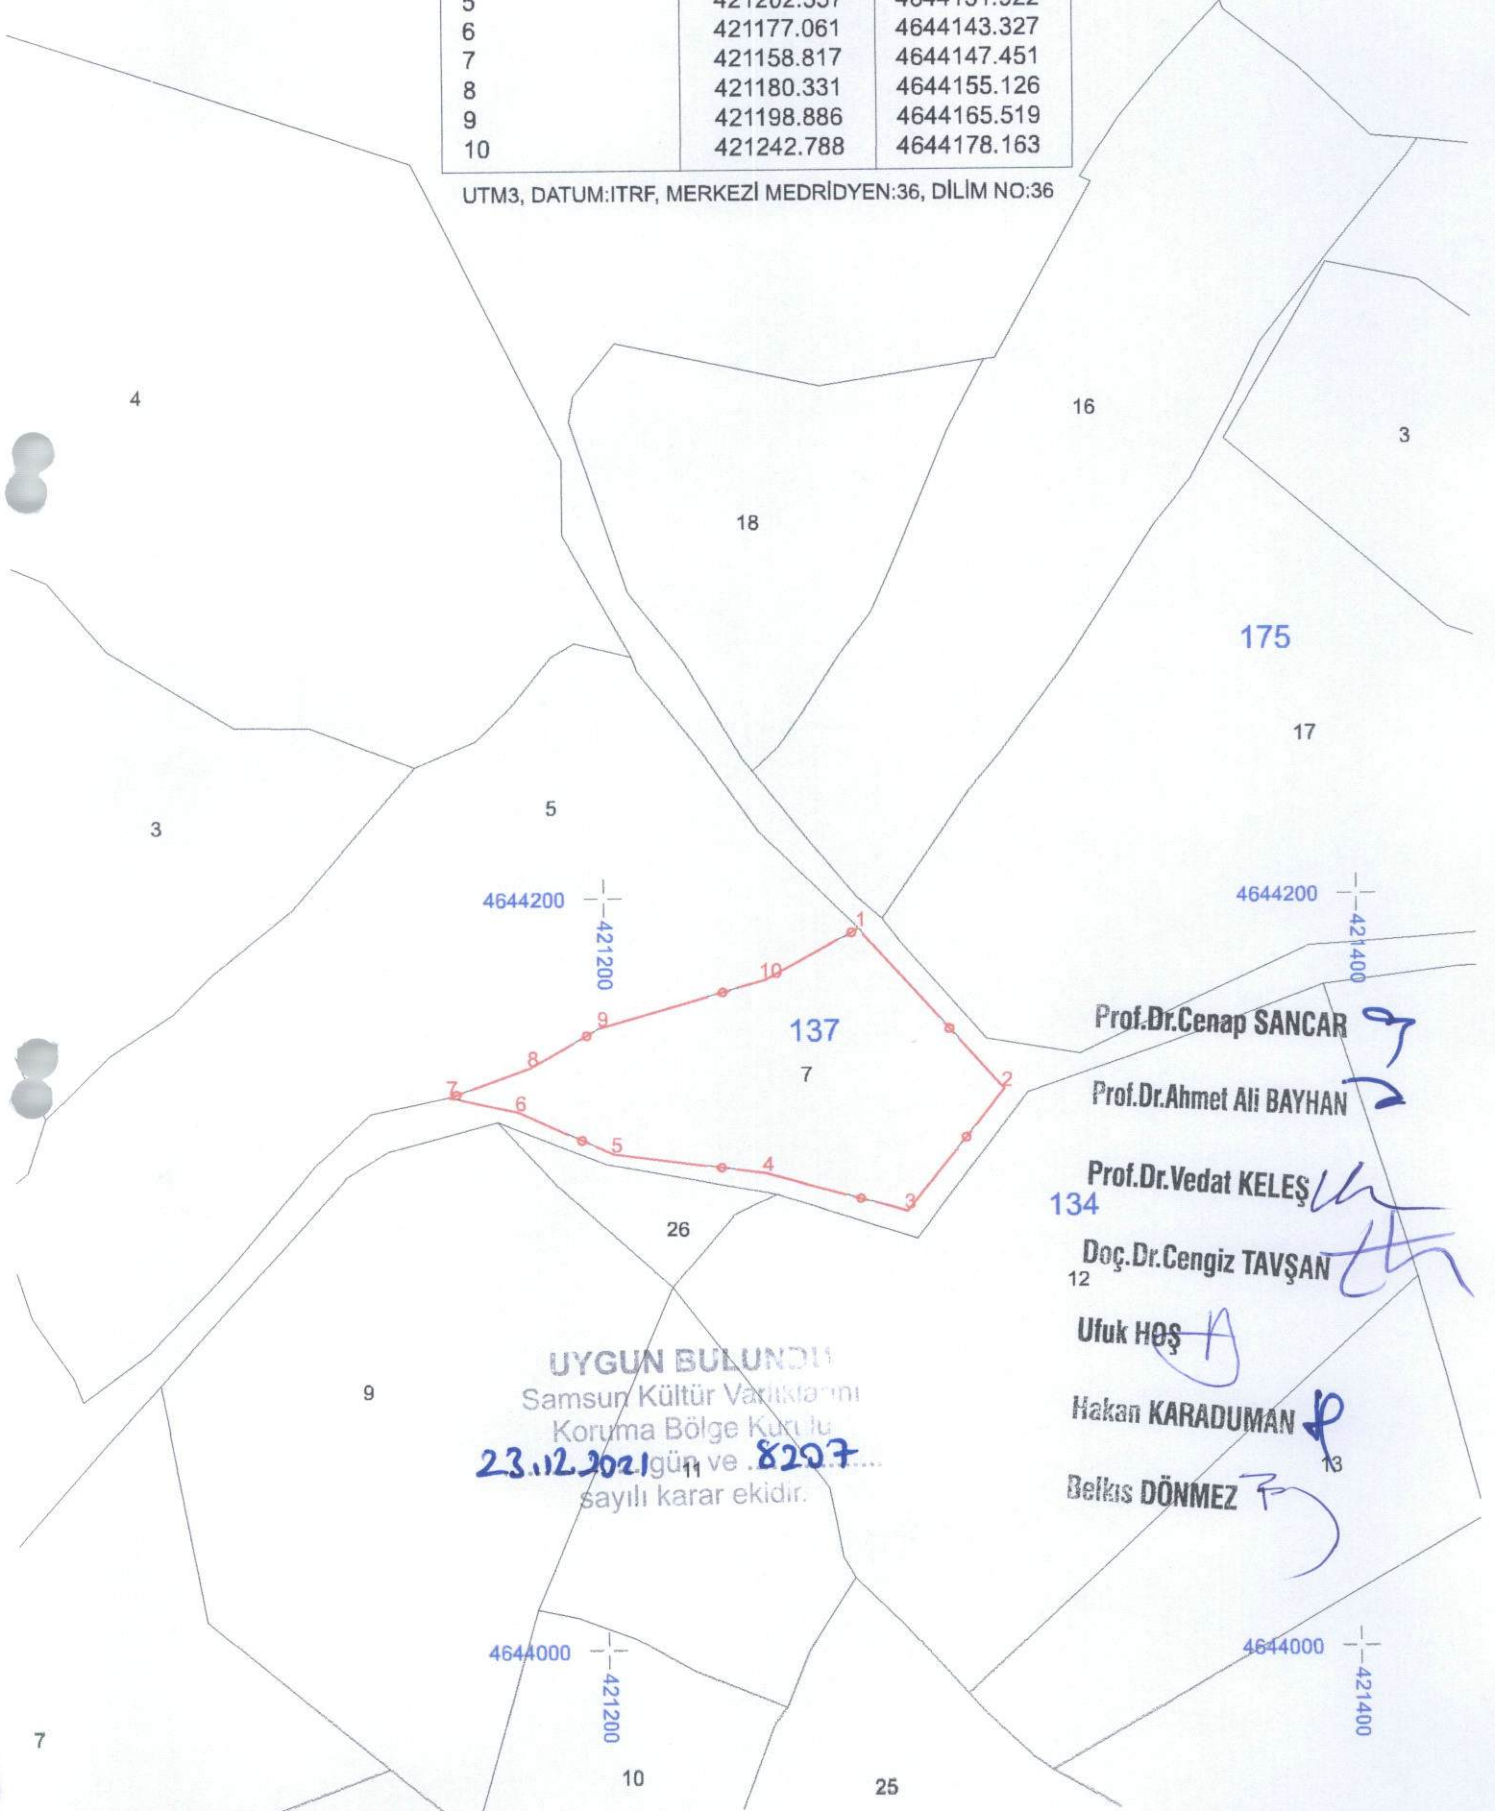 5 421202.337
6 421177.061 4644143.327
7 421158.817 4644147.451
8 421180.331 4644155.126
9 421198.886 4644165.519
10 421242.788 4644178.163
UTM3, DATUM:ITRF, MERKEZİ MEDRİDYEN:36, DİLİM NO:36
4
16
3
18
175
17
5
3
4644200
421200
4644200
421400
1
10
9
137
8
7
2
7
6
5
4
3
26
134
Prof.Dr.Cenap SANCAR
Prof.Dr.Ahmet Ali BAYHAN
Prof.Dr.Vedat KELEŞ
Doç.Dr.Cengiz TAVŞAN
12
Ufuk HOŞ
Hakan KARADUMAN
13
Belkıs DÖNMEZ
9
UYGUN BULUNDU
Samsun Kültür Varlıklarını
Koruma Bölge Kurulu
23.12.2021 gün ve 8207
11
sayılı karar ekidir.
4644000
421200
4644000
421400
7
10
25